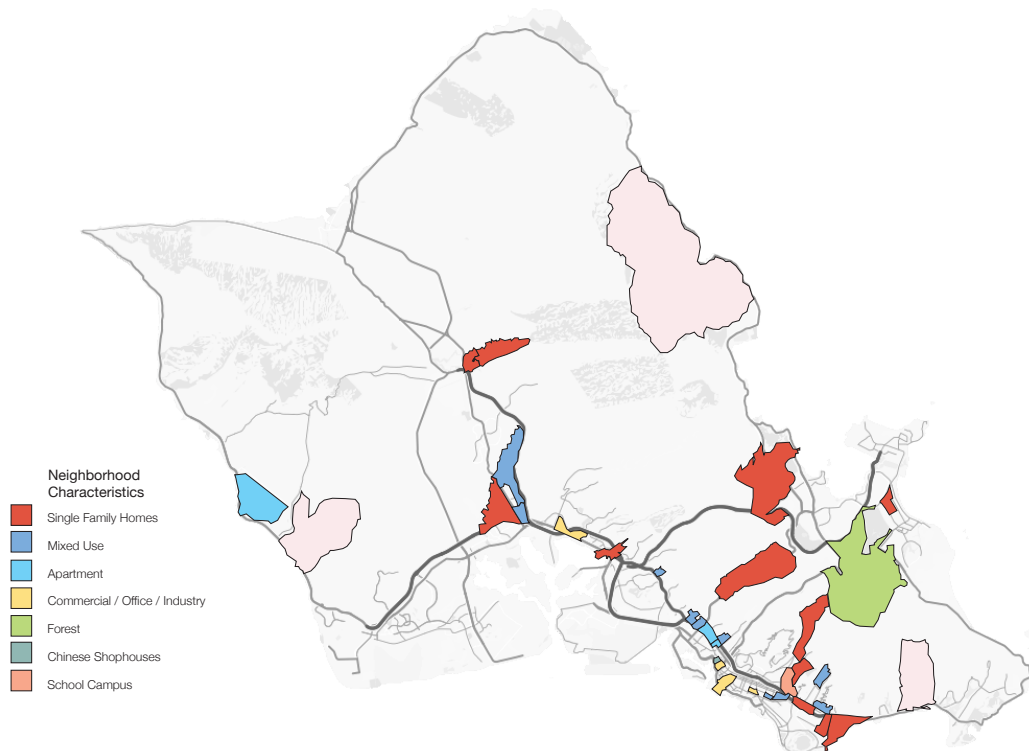 Neighborhood
Characteristics
Single Family Homes
Mixed Use
Apartment
Commercial / Office / Industry
Forest
Chinese Shophouses
School Campus